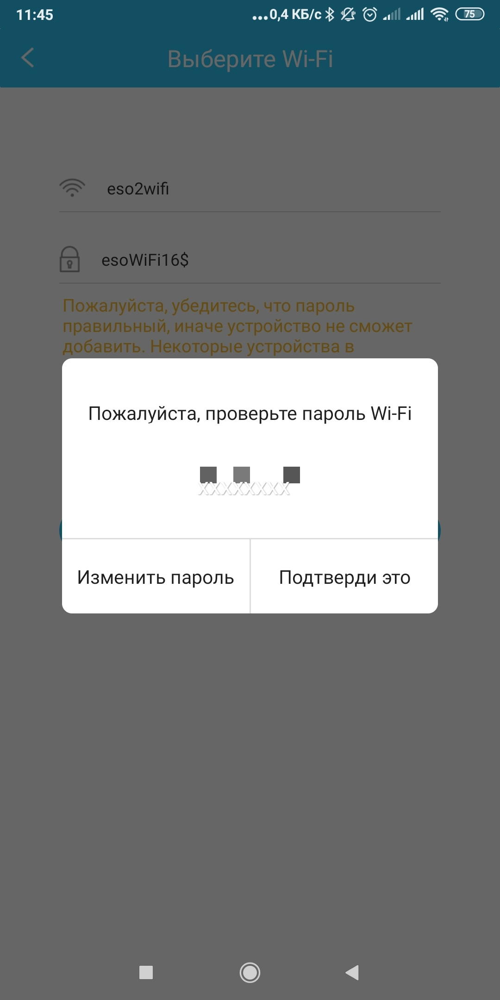 11:45
...0,4 КБ/с
75
Выберите Wi-Fi
eso2wifi
esoWiFi16$
Пожалуйста, убедитесь, что пароль
правильный, иначе устройство не сможет
добавить. Некоторые устройства в
Пожалуйста, проверьте пароль Wi-Fi
XXXXXXXX
Изменить пароль
Подтверди это